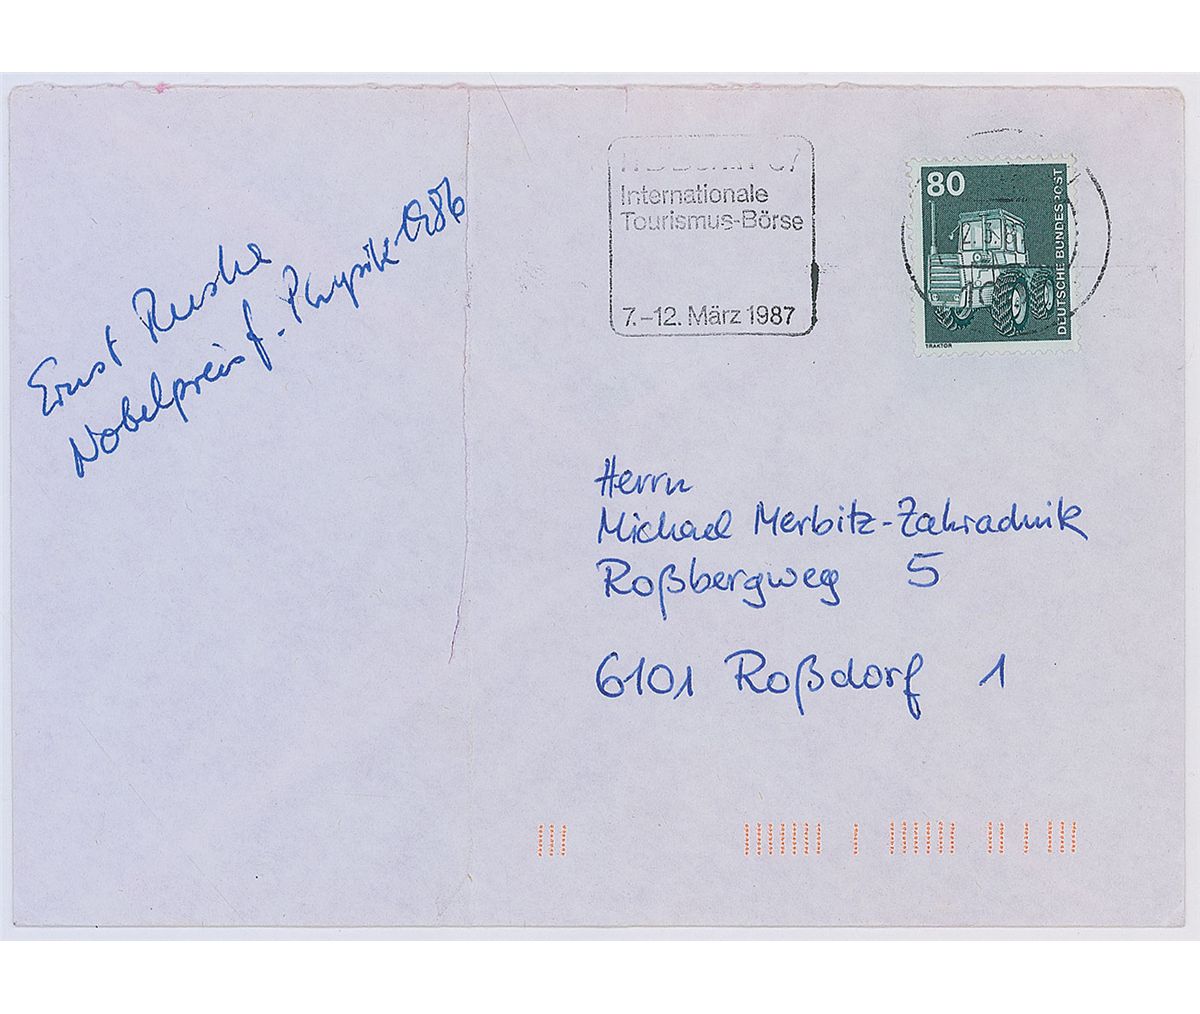 Ernst Ruska
Nobelpreis f. Physik 1986
Internationale
Tourismus-Börse
7.–12. März 1987
80
DEUTSCHE BUNDESPOST
TRAKTOR
Herrn
Michael Merbitz-Zahradnik
Roßbergweg 5
6101 Roßdorf 1